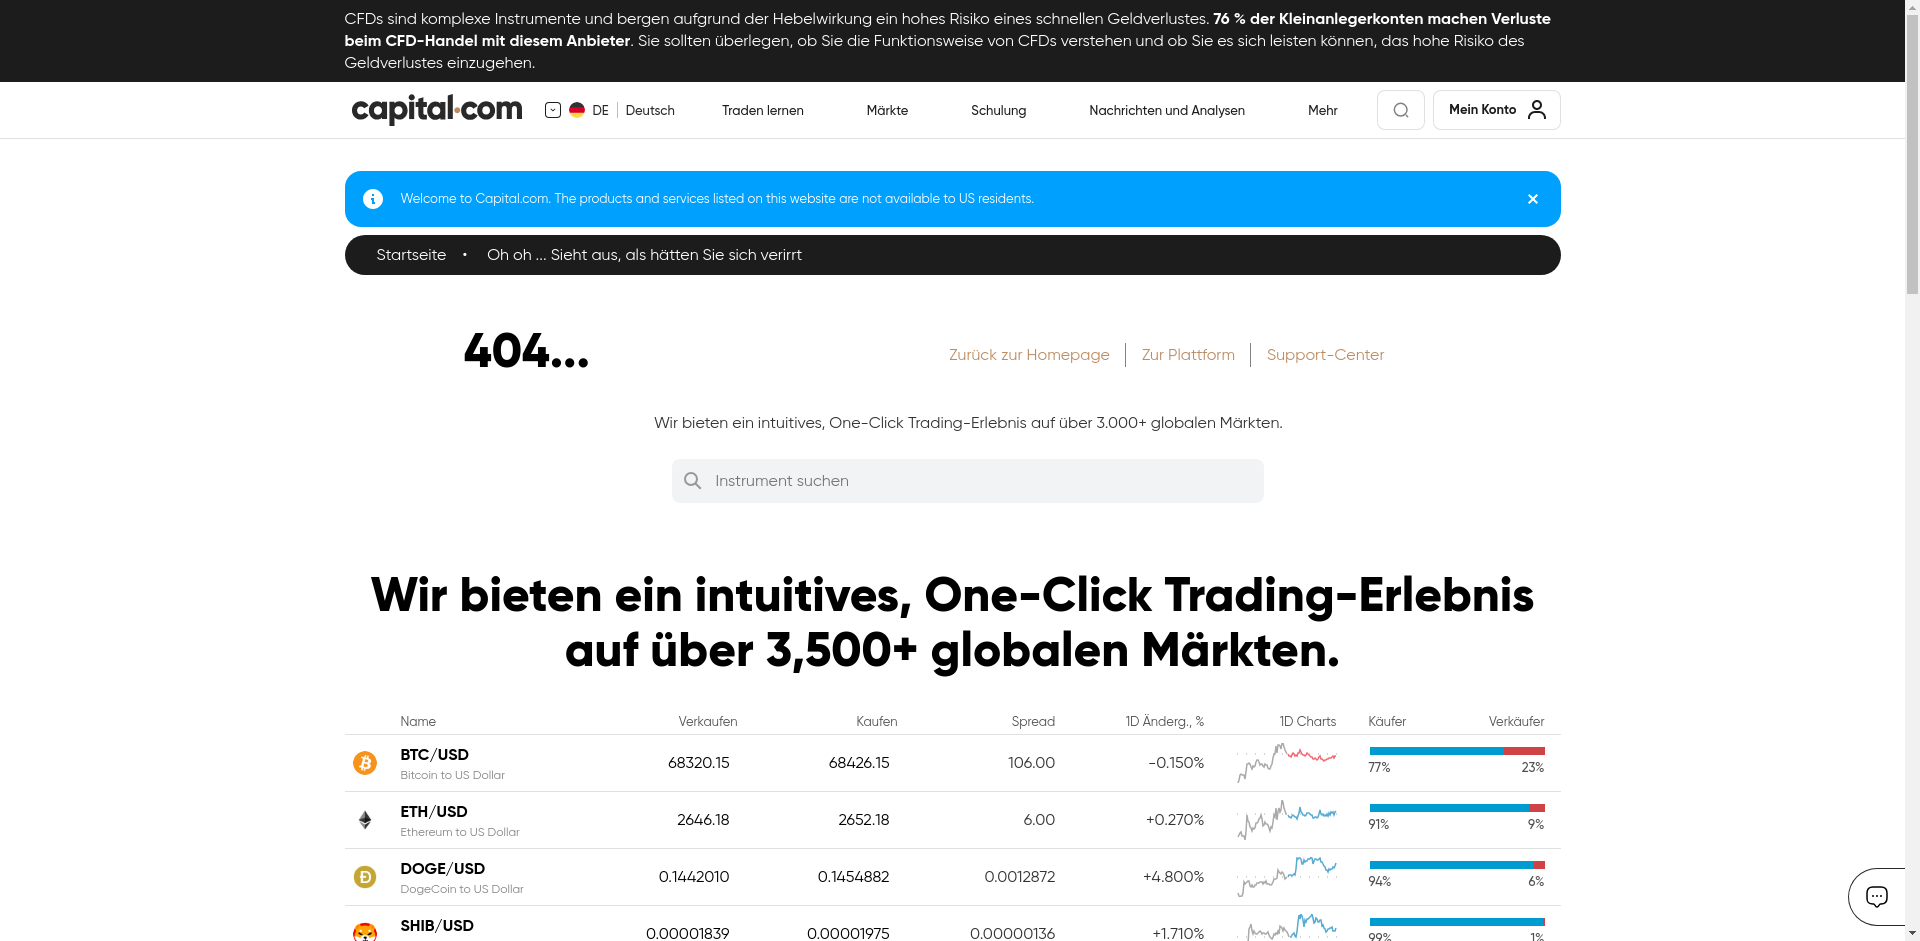 CFDs sind komplexe Instrumente und bergen aufgrund der Hebelwirkung ein hohes Risiko eines schnellen Geldverlustes. 76 % der Kleinanlegerkonten machen Verluste
beim CFD-Handel mit diesem Anbieter. Sie sollten überlegen, ob Sie die Funktionsweise von CFDs verstehen und ob Sie es sich leisten können, das hohe Risiko des
Geldverlustes einzugehen.
capital.com DE Deutsch Traden lernen Märkte Schulung Nachrichten und Analysen Mehr Mein Konto
Welcome to Capital.com. The products and services listed on this website are not available to US residents.
Startseite • Oh oh ... Sieht aus, als hätten Sie sich verirrt
404...
Zurück zur Homepage Zur Plattform Support-Center
Wir bieten ein intuitives, One-Click Trading-Erlebnis auf über 3.000+ globalen Märkten.
Instrument suchen
Wir bieten ein intuitives, One-Click Trading-Erlebnis
auf über 3,500+ globalen Märkten.
Name Verkaufen Kaufen Spread 1D Änderg., % 1D Charts Käufer Verkäufer
BTC/USD
Bitcoin to US Dollar
68320.15 68426.15 106.00 -0.150% 77% 23%
ETH/USD
Ethereum to US Dollar
2646.18 2652.18 6.00 +0.270% 91% 9%
DOGE/USD
DogeCoin to US Dollar
0.1442010 0.1454882 0.0012872 +4.800% 94% 6%
SHIB/USD
0.00001839 0.00001975 0.00000136 +1.710% 99% 1%